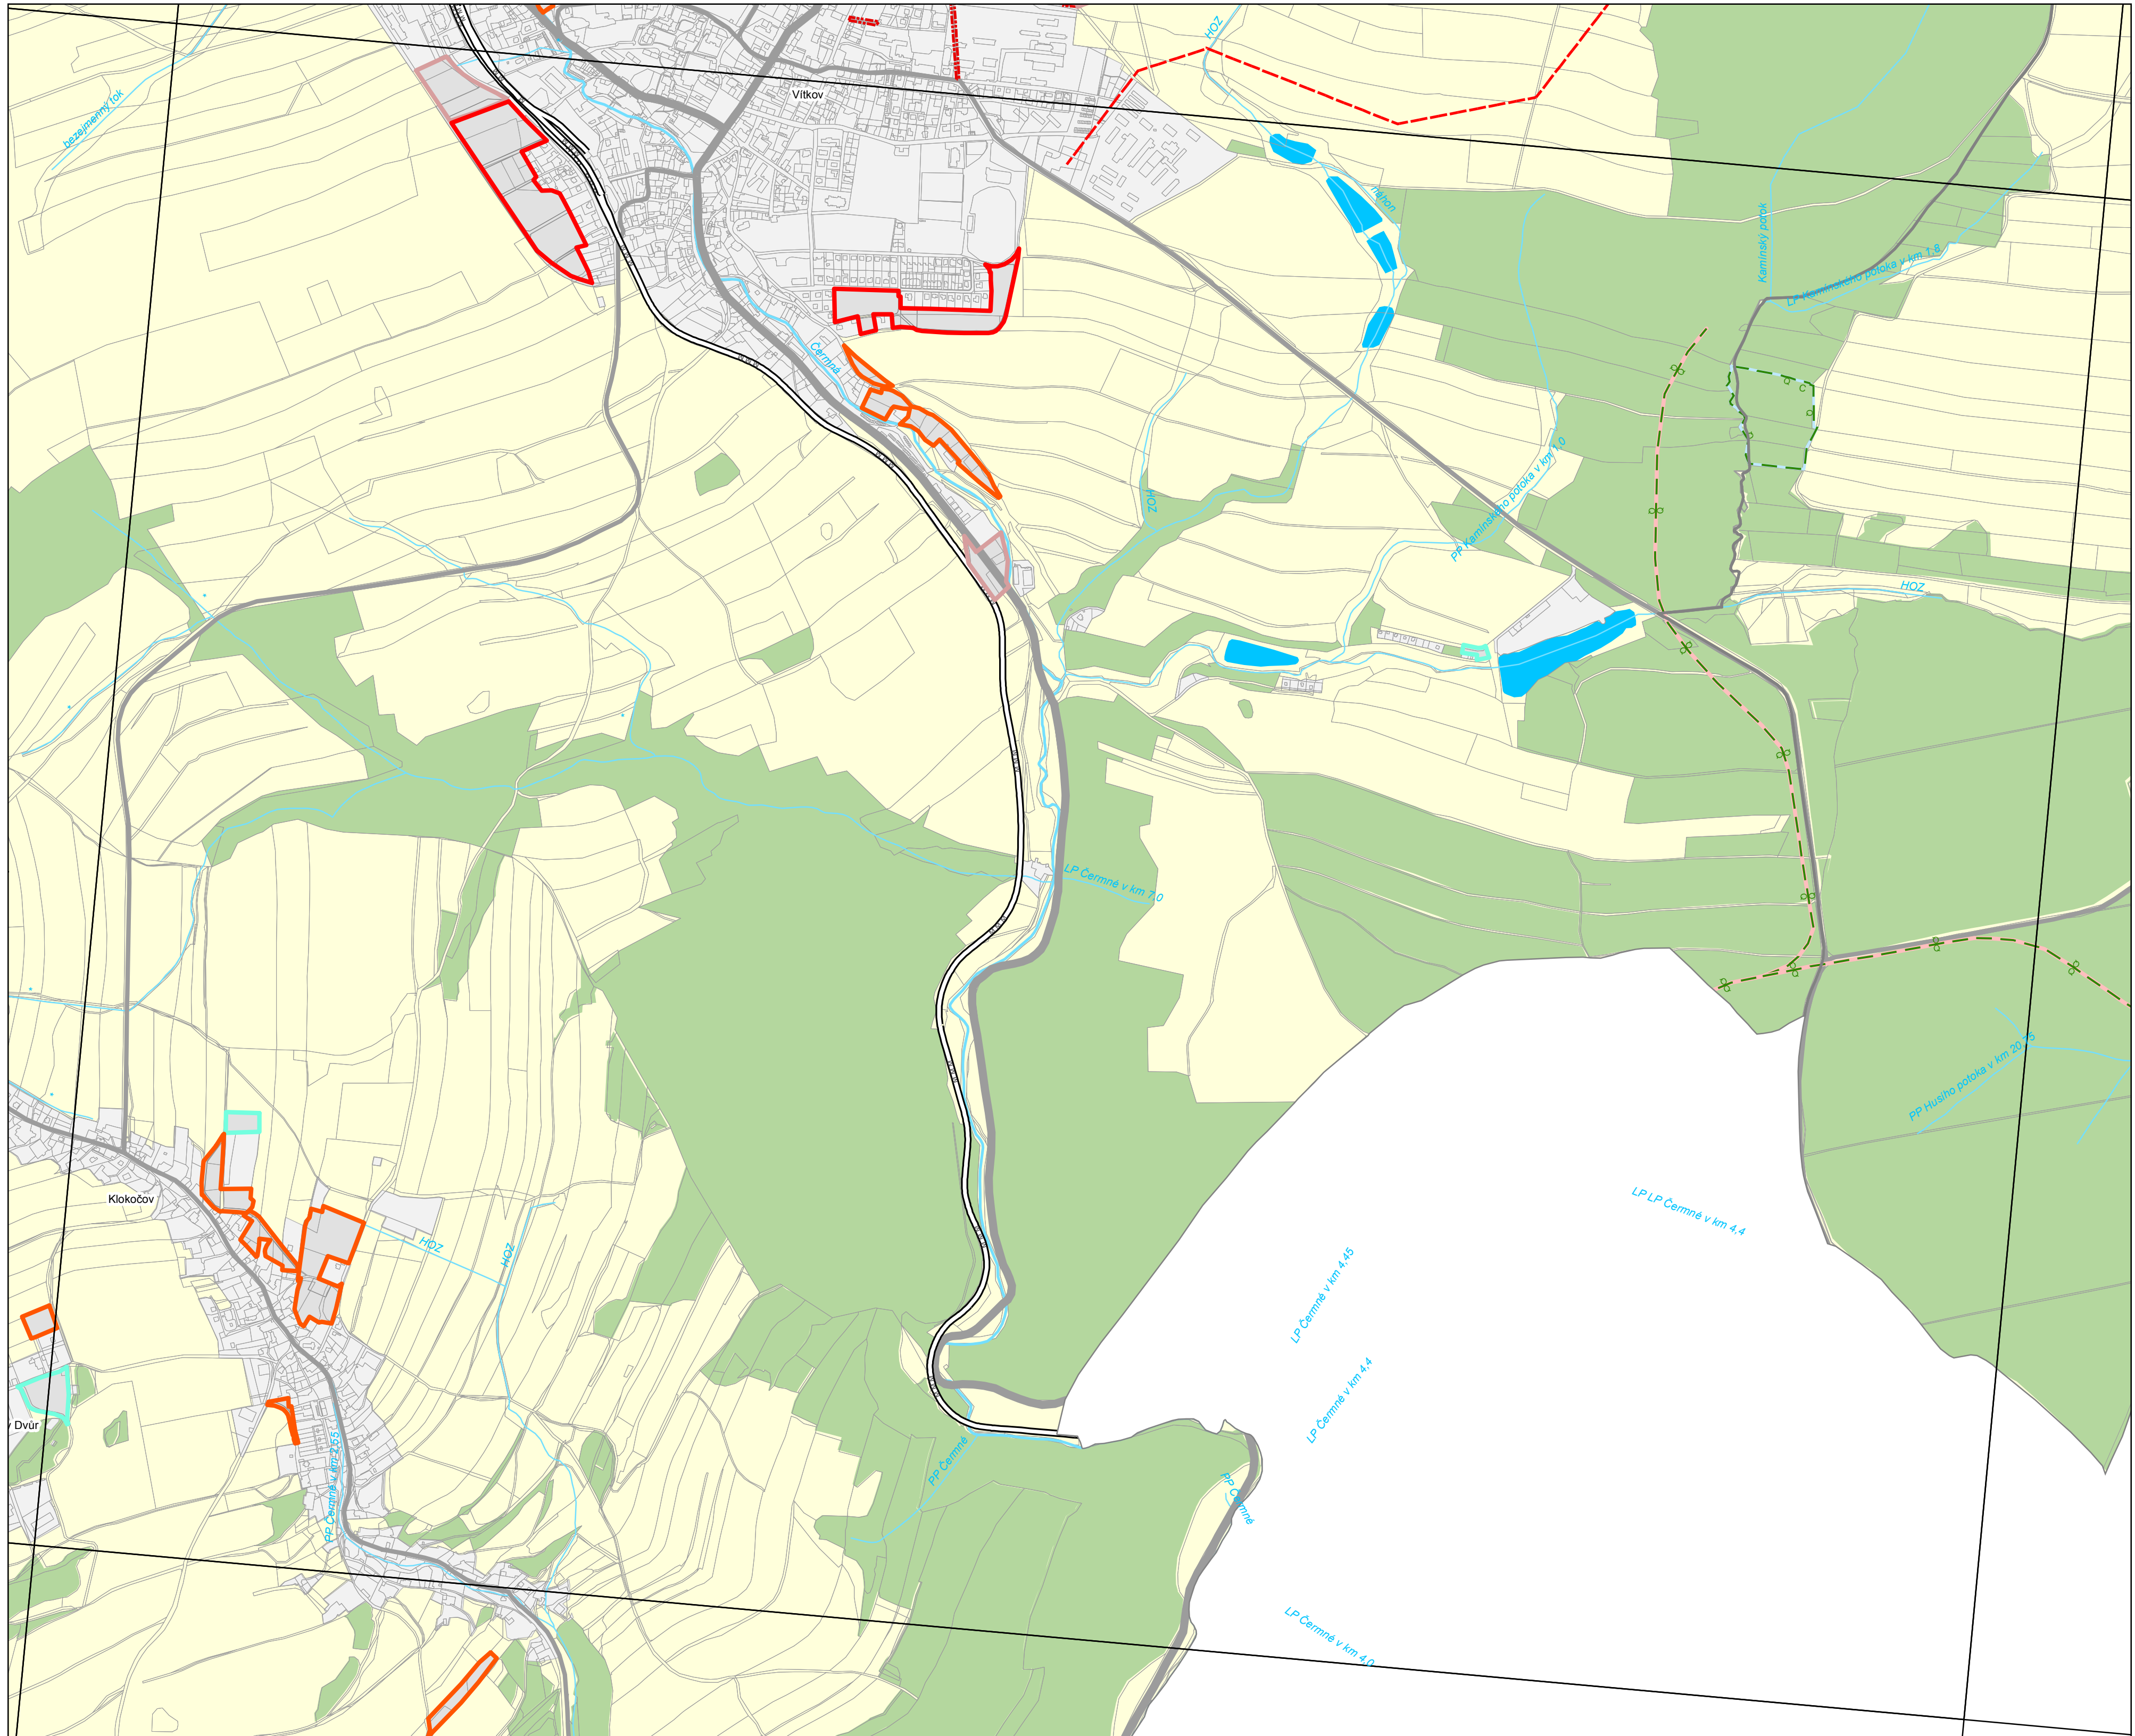 HOZ
Vítkov
bezejmenný tok
náhon
Kamínský potok
LP Kamínského potoka v km 1,8
Čermná
PP Kamínského potoka v km 1,0
HOZ
HOZ
LP Čermné v km 7,0
PP Husího potoka v km 20,35
Klokočov
LP LP Čermné v km 4,4
HOZ
HOZ
LP Čermné v km 4,45
LP Čermné v km 4,4
Dvůr
PP Čermné v km 2,55
PP Čermné
PP Čermné
LP Čermné v km 4,0